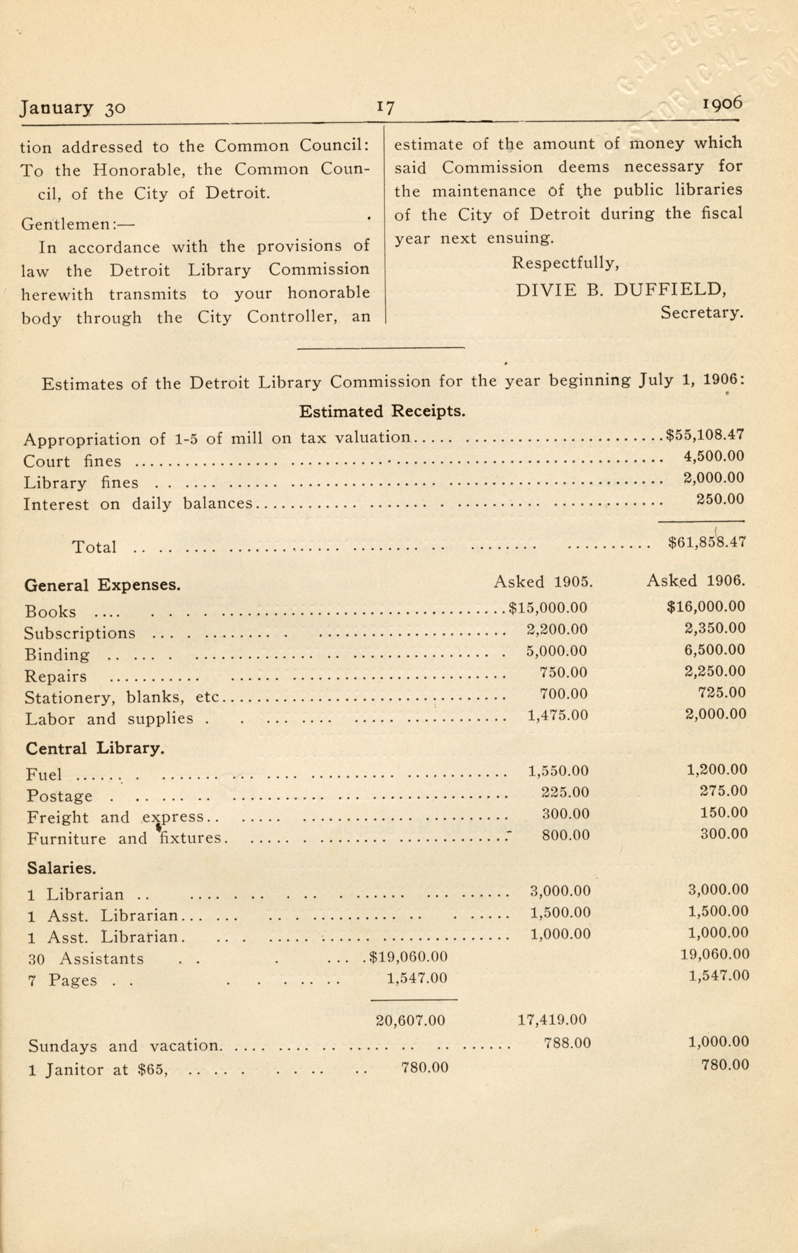 January 30 17 1906
tion addressed to the Common Council:
To the Honorable, the Common Coun-
cil, of the City of Detroit.
Gentlemen:—
In accordance with the provisions of
law the Detroit Library Commission
herewith transmits to your honorable
body through the City Controller, an
estimate of the amount of money which
said Commission deems necessary for
the maintenance of the public libraries
of the City of Detroit during the fiscal
year next ensuing.
Respectfully,
DIVIE B. DUFFIELD,
Secretary.
Estimates of the Detroit Library Commission for the year beginning July 1, 1906:
Estimated Receipts.
Appropriation of 1-5 of mill on tax valuation.....$55,108.47
Court fines ..... 4,500.00
Library fines ..... 2,000.00
Interest on daily balances..... 250.00
Total ..... $61,858.47
General Expenses. Asked 1905. Asked 1906.
Books .....$15,000.00 $16,000.00
Subscriptions ..... 2,200.00 2,350.00
Binding ..... 5,000.00 6,500.00
Repairs ..... 750.00 2,250.00
Stationery, blanks, etc..... 700.00 725.00
Labor and supplies ..... 1,475.00 2,000.00
Central Library.
Fuel ..... 1,550.00 1,200.00
Postage ..... 225.00 275.00
Freight and express..... 300.00 150.00
Furniture and fixtures..... 800.00 300.00
Salaries.
1 Librarian ..... 3,000.00 3,000.00
1 Asst. Librarian..... 1,500.00 1,500.00
1 Asst. Librarian..... 1,000.00 1,000.00
30 Assistants .....$19,060.00 19,060.00
7 Pages ..... 1,547.00 1,547.00
20,607.00 17,419.00
Sundays and vacation..... 788.00 1,000.00
1 Janitor at $65, ..... 780.00 780.00